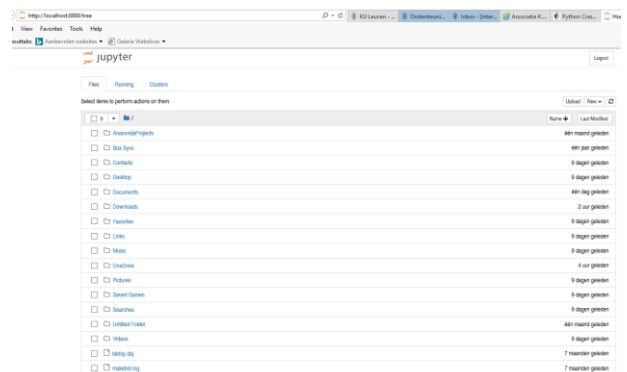 http://localhost:8888/tree
KU Leuven - ...
Ondersteuni...
Inbox - (Inter...
Associatie K...
Python Cou...
View Favorites Tools Help
Aanbevolen websites
Galerie Webslices
jupyter
Logout
Files Running Clusters
Select items to perform actions on them.
Upload New
/ Name Last Modified
AnacondaProjects één maand geleden
Box Sync één jaar geleden
Contacts 9 dagen geleden
Desktop 9 dagen geleden
Documents één dag geleden
Downloads 2 uur geleden
Favorites 9 dagen geleden
Links 9 dagen geleden
Music 9 dagen geleden
OneDrive 4 uur geleden
Pictures 9 dagen geleden
Saved Games 9 dagen geleden
Searches 9 dagen geleden
Untitled Folder één maand geleden
Videos 9 dagen geleden
7 maanden geleden
7 maanden geleden